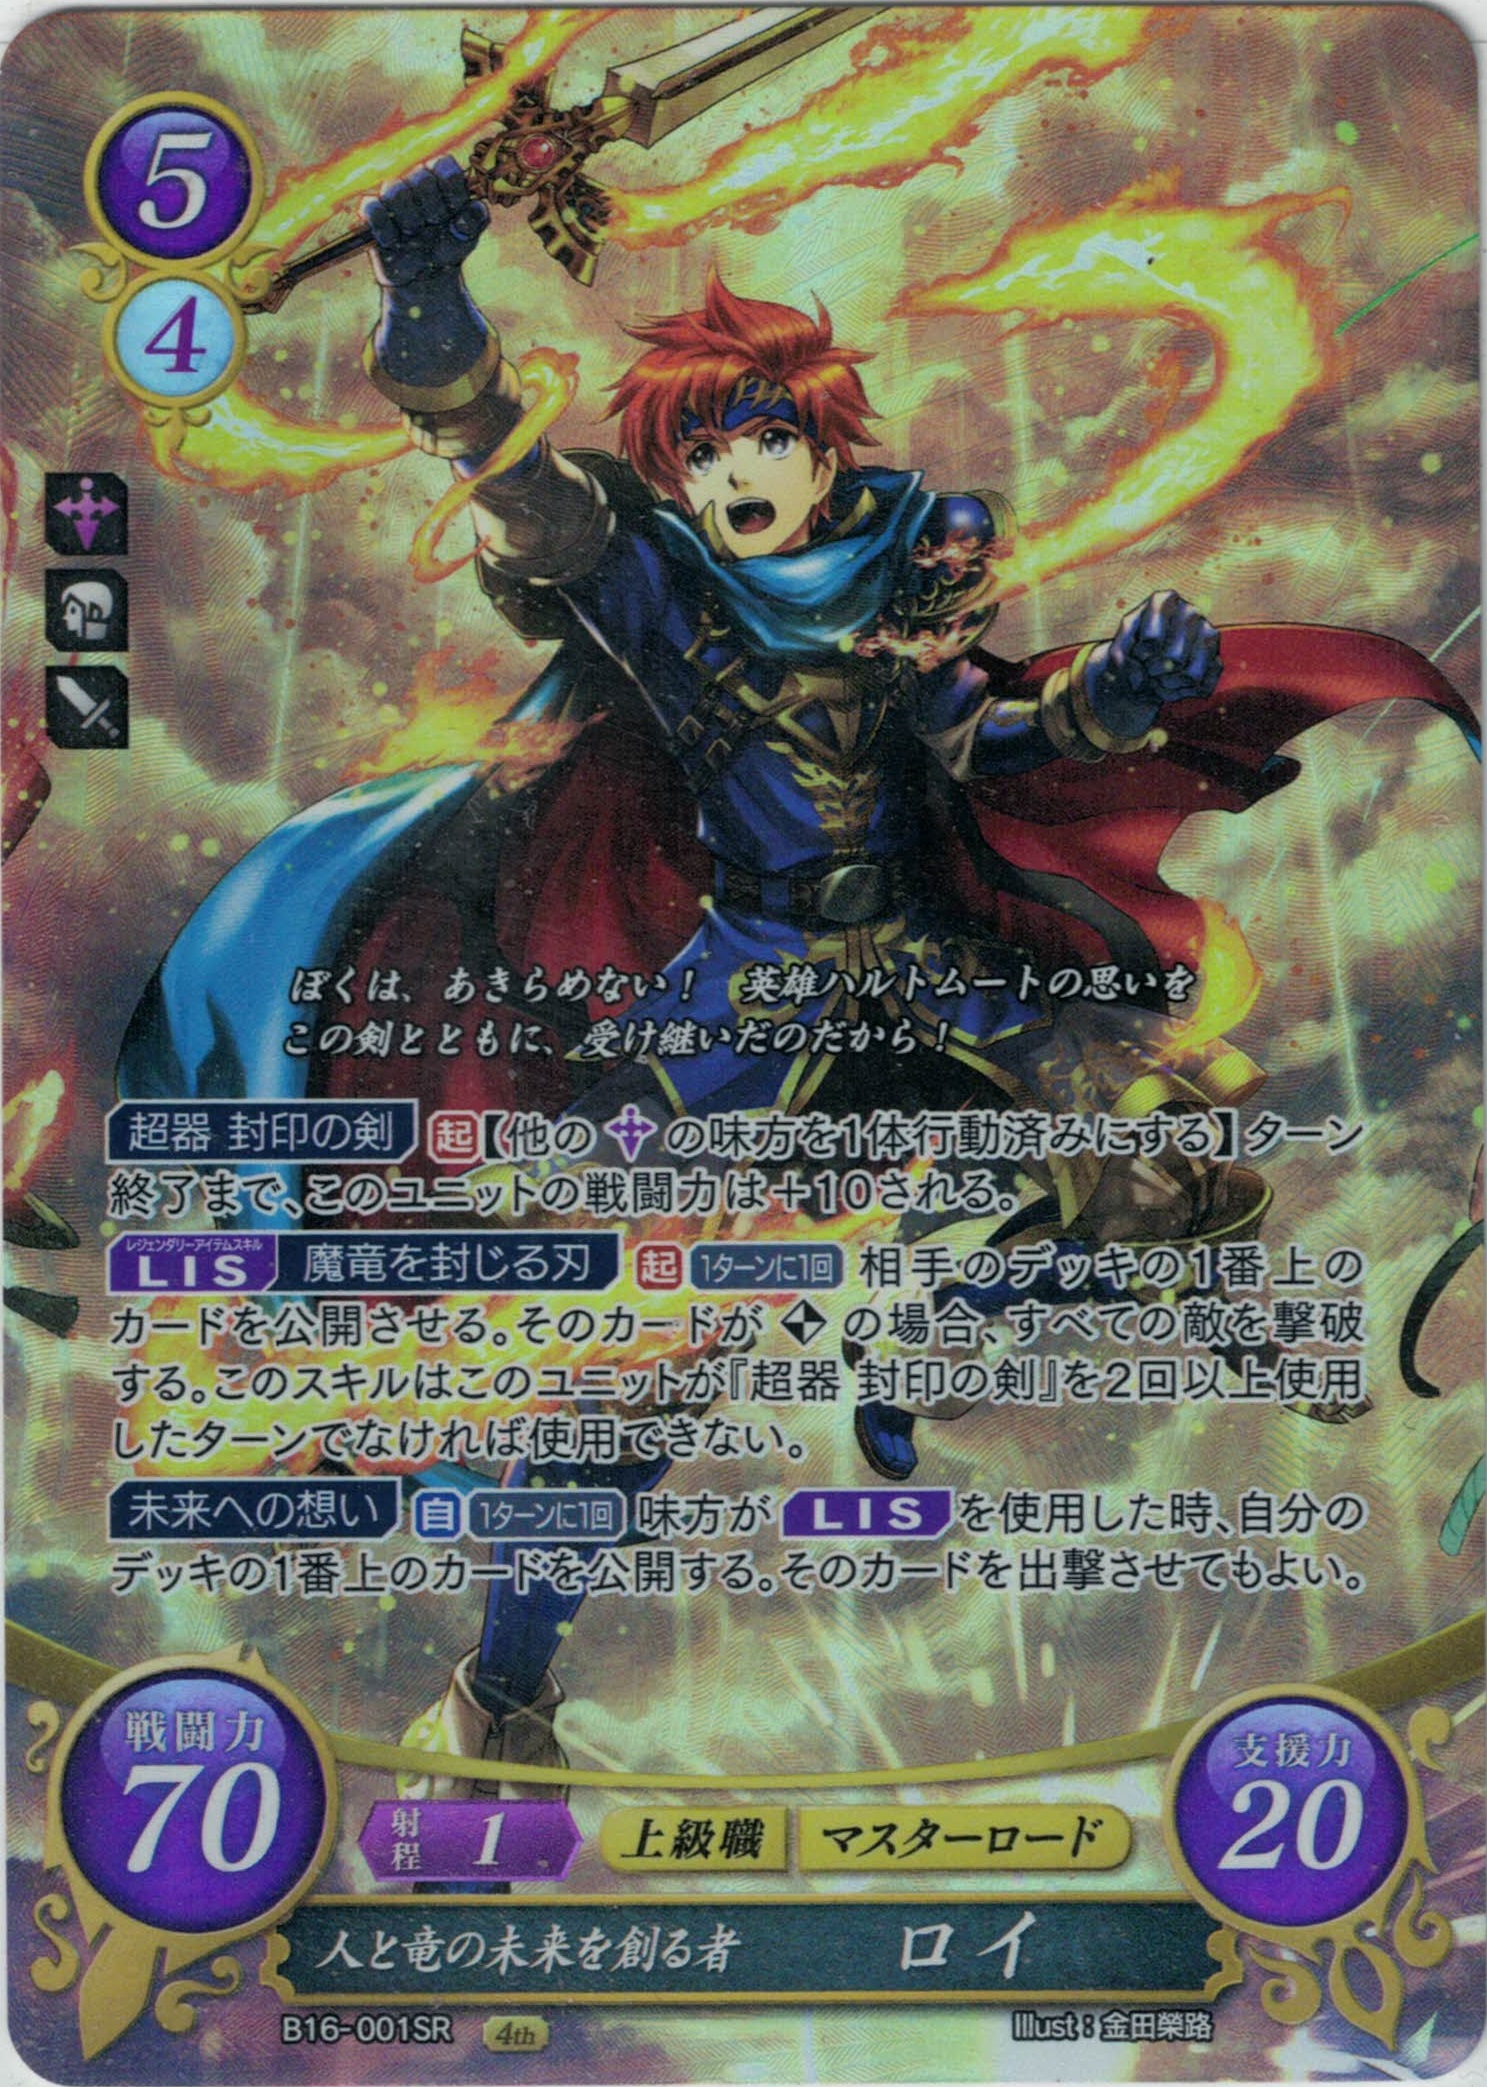 5
4
ぼくは、あきらめない! 英雄ハルトムートの思いを
この剣とともに、受け継いだのだから!
超器 封印の剣 起【他の の味方を1体行動済みにする】ターン
終了まで、このユニットの戦闘力は+10される。
レジェンダリーアイテムスキル
LIS 魔竜を封じる刃 起 1ターンに1回 相手のデッキの1番上の
カードを公開させる。そのカードが の場合、すべての敵を撃破
する。このスキルはこのユニットが『超器 封印の剣』を2回以上使用
したターンでなければ使用できない。
未来への想い 自 1ターンに1回 味方が LIS を使用した時、自分の
デッキの1番上のカードを公開する。そのカードを出撃させてもよい。
戦闘力
70
射程 1 上級職 マスターロード
支援力
20
人と竜の未来を創る者 ロイ
B16-001SR 4th Illust:金田榮路